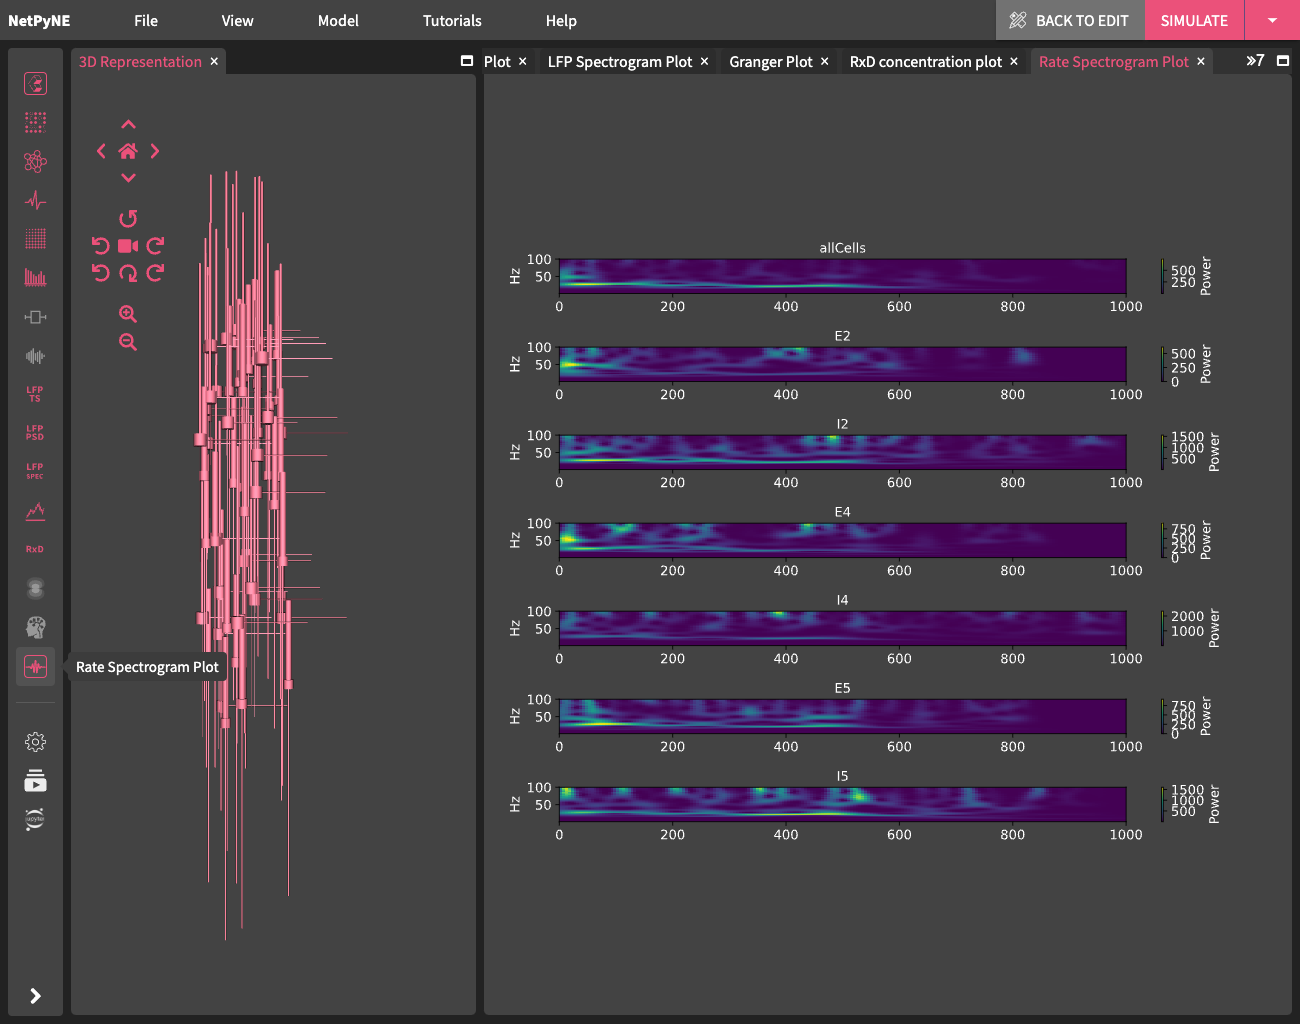 NetPyNE File View Model Tutorials Help BACK TO EDIT SIMULATE
3D Representation × Plot × LFP Spectrogram Plot × Granger Plot × RxD concentration plot × Rate Spectrogram Plot × »7
LFP
TS
LFP
PSD
LFP
SPEC
RxD
Rate Spectrogram Plot
jupyter
allCells
Hz
100
50
0 200 400 600 800 1000
500
250
Power
E2
Hz
100
50
0 200 400 600 800 1000
500
250
0
Power
I2
Hz
100
50
0 200 400 600 800 1000
1500
1000
500
Power
E4
Hz
100
50
0 200 400 600 800 1000
750
500
250
0
Power
I4
Hz
100
50
0 200 400 600 800 1000
2000
1000
Power
E5
Hz
100
50
0 200 400 600 800 1000
750
500
250
0
Power
I5
Hz
100
50
0 200 400 600 800 1000
1500
1000
500
Power